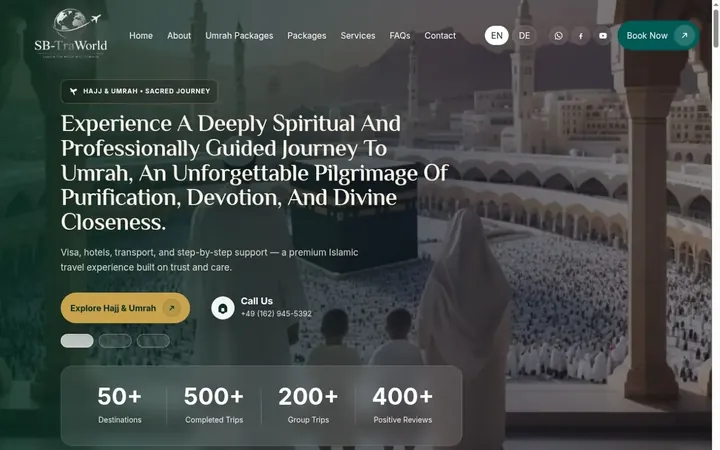 SB-TraWorld
Home
About
Umrah Packages
Packages
Services
FAQs
Contact
EN
DE
Book Now
HAJJ & UMRAH • SACRED JOURNEY
Experience A Deeply Spiritual And
Professionally Guided Journey To
Umrah, An Unforgettable Pilgrimage Of
Purification, Devotion, And Divine
Closeness.
Visa, hotels, transport, and step-by-step support — a premium Islamic
travel experience built on trust and care.
Explore Hajj & Umrah
Call Us
+49 (162) 945-5392
50+
500+
200+
400+
Destinations
Completed Trips
Group Trips
Positive Reviews